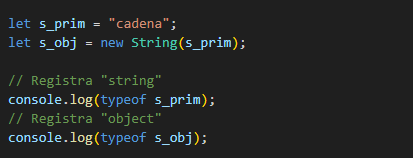 let s_prim = "cadena";
let s_obj = new String(s_prim);

// Registra "string"
console.log(typeof s_prim);
// Registra "object"
console.log(typeof s_obj);